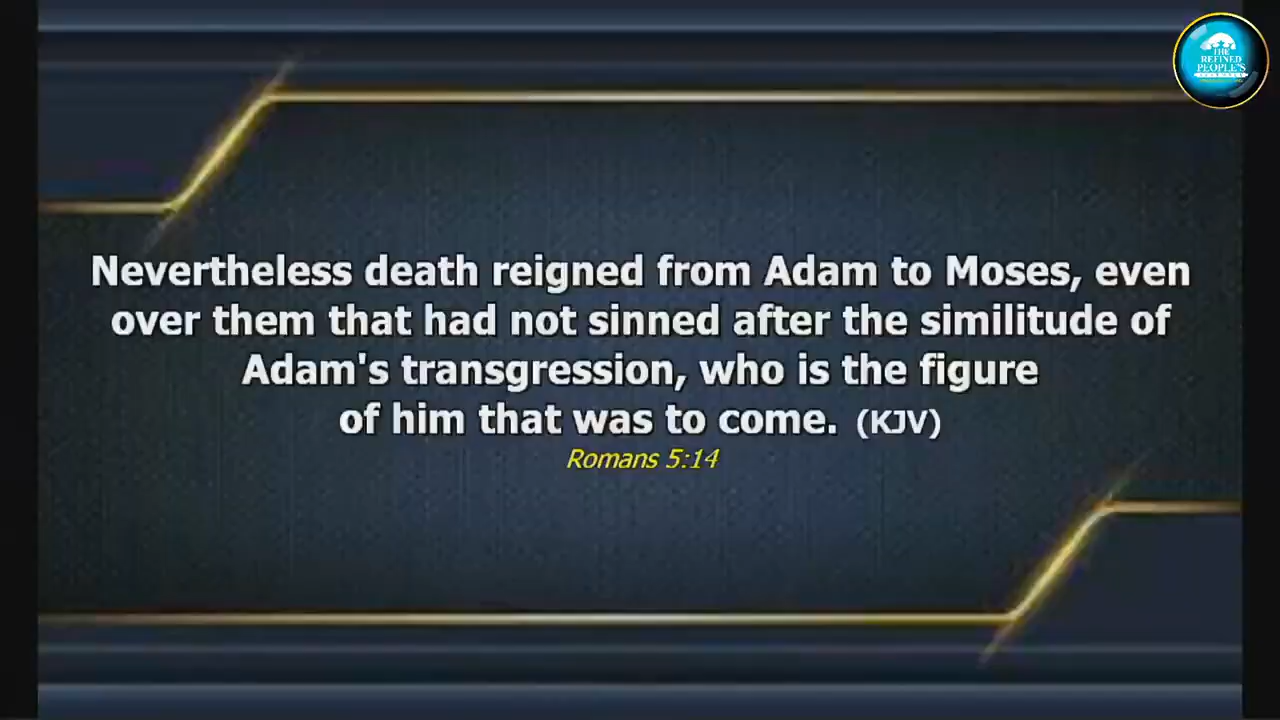 THE
REFINED
PEOPLE'S
Nevertheless death reigned from Adam to Moses, even
over them that had not sinned after the similitude of
Adam's transgression, who is the figure
of him that was to come. (KJV)
Romans 5:14